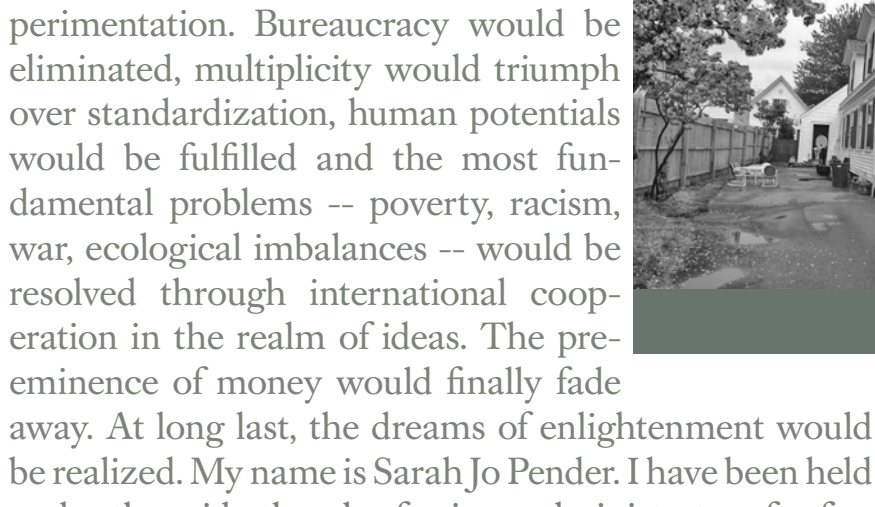 perimentation. Bureaucracy would be
eliminated, multiplicity would triumph
over standardization, human potentials
would be fulfilled and the most fun-
damental problems -- poverty, racism,
war, ecological imbalances -- would be
resolved through international coop-
eration in the realm of ideas. The pre-
eminence of money would finally fade
away. At long last, the dreams of enlightenment would
be realized. My name is Sarah Jo Pender. I have been held